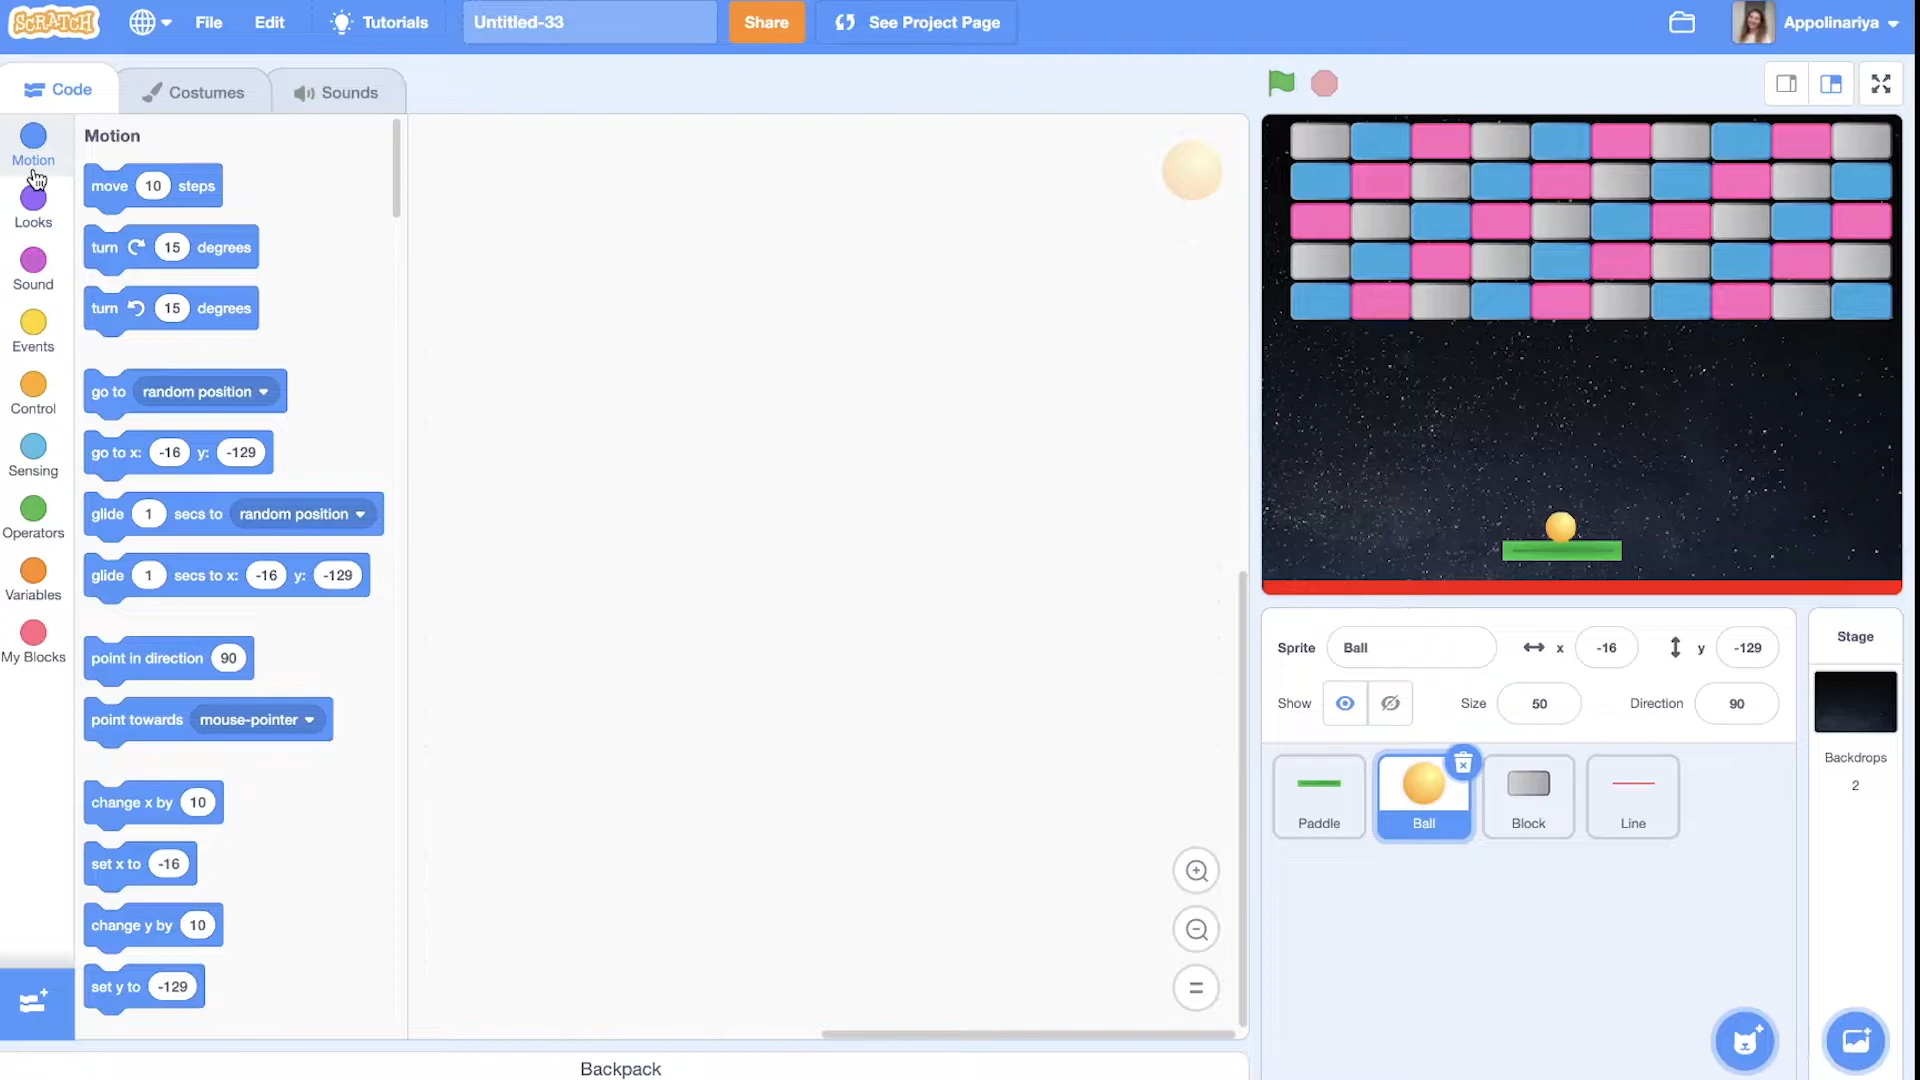 SCRATCH
File
Edit
Tutorials
Untitled-33
Share
See Project Page
Appolinariya
Code
Costumes
Sounds
Motion
Looks
Sound
Events
Control
Sensing
Operators
Variables
My Blocks
Motion
move 10 steps
turn 15 degrees
turn 15 degrees
go to random position
go to x: -16 y: -129
glide 1 secs to random position
glide 1 secs to x: -16 y: -129
point in direction 90
point towards mouse-pointer
change x by 10
set x to -16
change y by 10
set y to -129
Sprite Ball x -16 y -129
Show Size 50 Direction 90
Paddle
Ball
Block
Line
Stage
Backdrops
2
Backpack